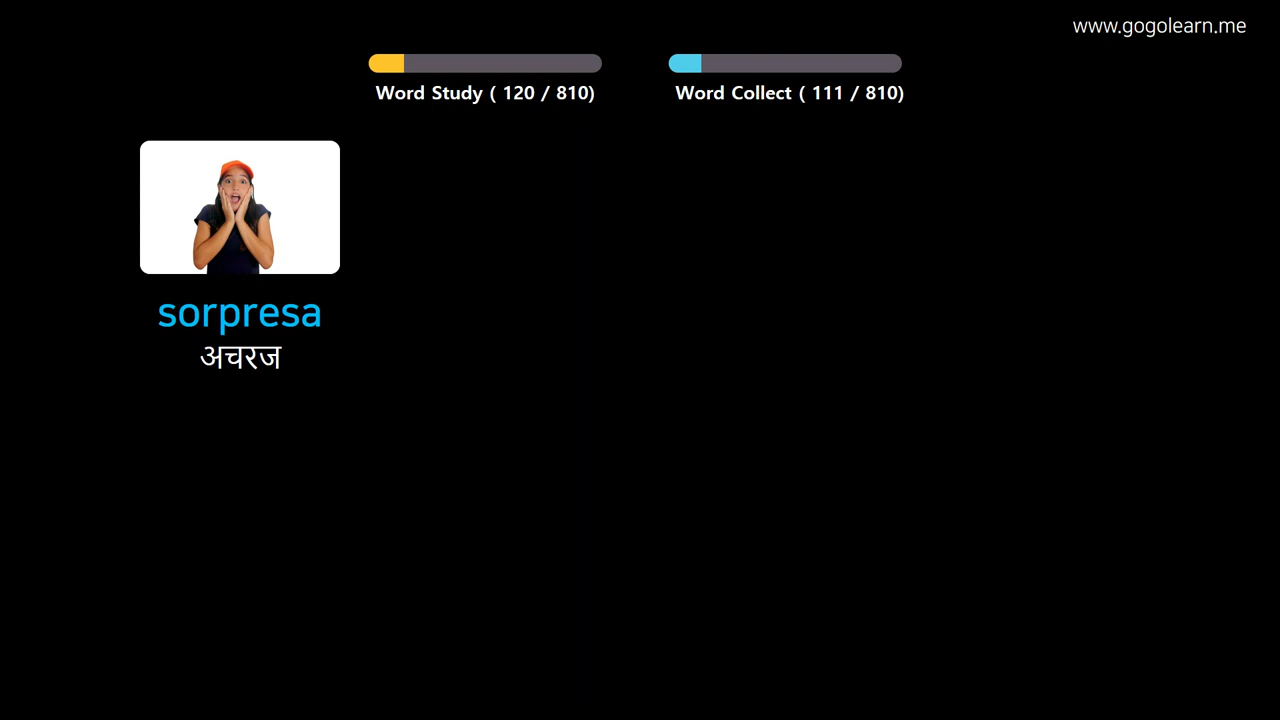 www.gogolearn.me
Word Study ( 120 / 810)
Word Collect ( 111 / 810)
sorpresa
अचरज